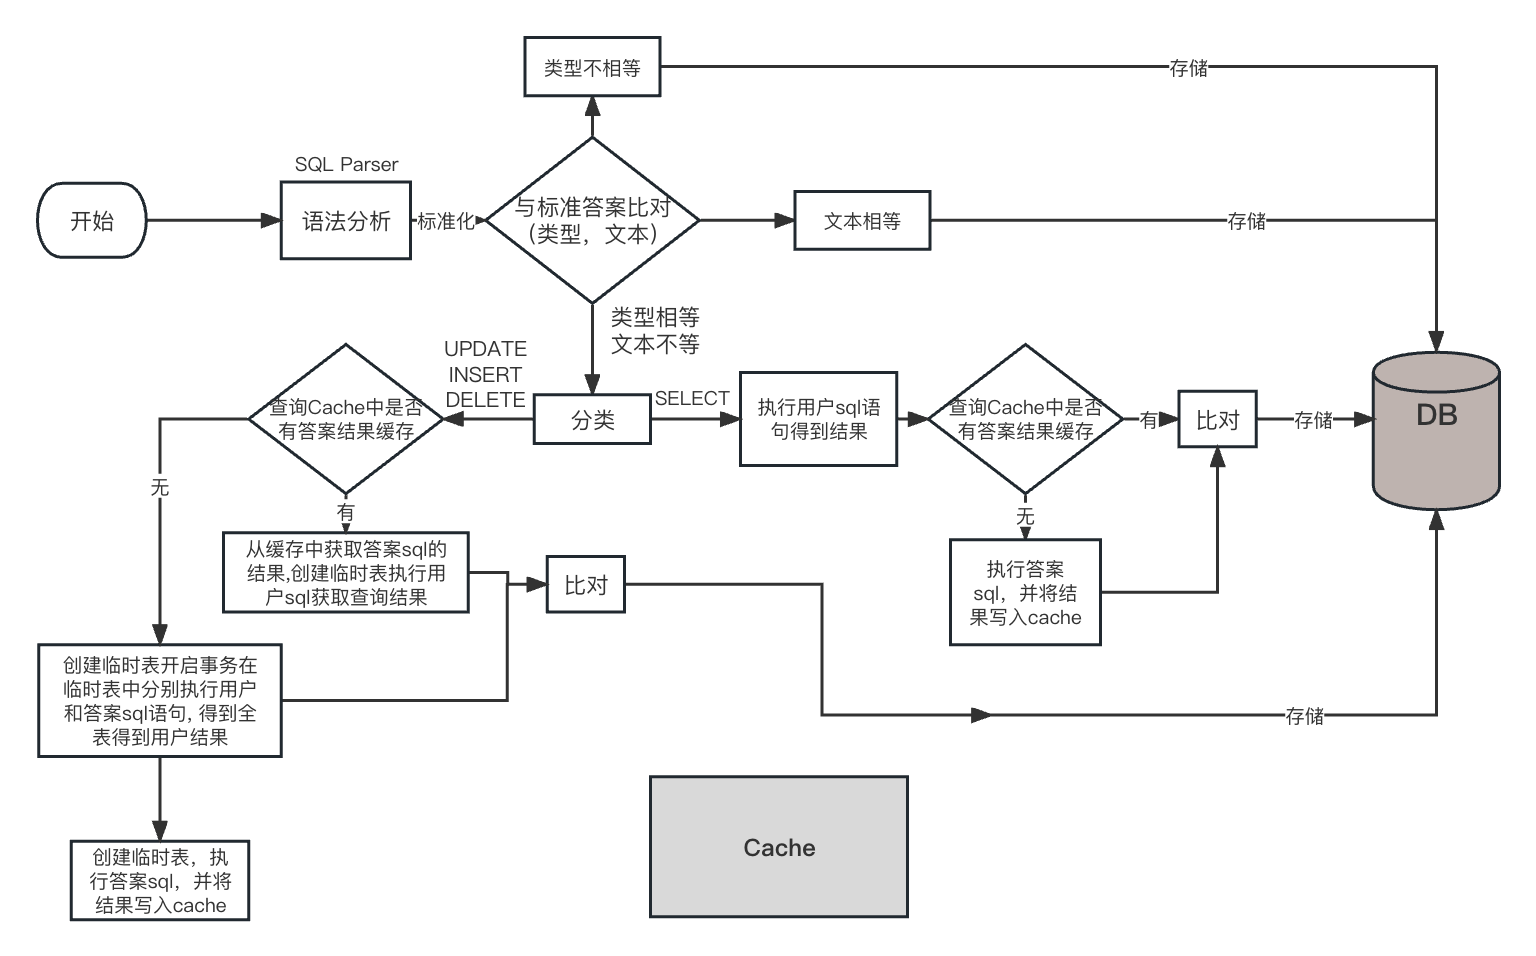 类型不相等
存储
SQL Parser
开始
语法分析
标准化
与标准答案比对
（类型，文本）
文本相等
存储
类型相等
文本不等
UPDATE
INSERT
DELETE
分类
SELECT
执行用户sql语
句得到结果
查询Cache中是否
有答案结果缓存
有
比对
存储
DB
查询Cache中是否
有答案结果缓存
无
有
无
从缓存中获取答案sql的
结果,创建临时表执行用
户sql获取查询结果
比对
执行答案
sql，并将结
果写入cache
创建临时表开启事务在
临时表中分别执行用户
和答案sql语句, 得到全
表得到用户结果
存储
创建临时表，执
行答案sql，并将
结果写入cache
Cache